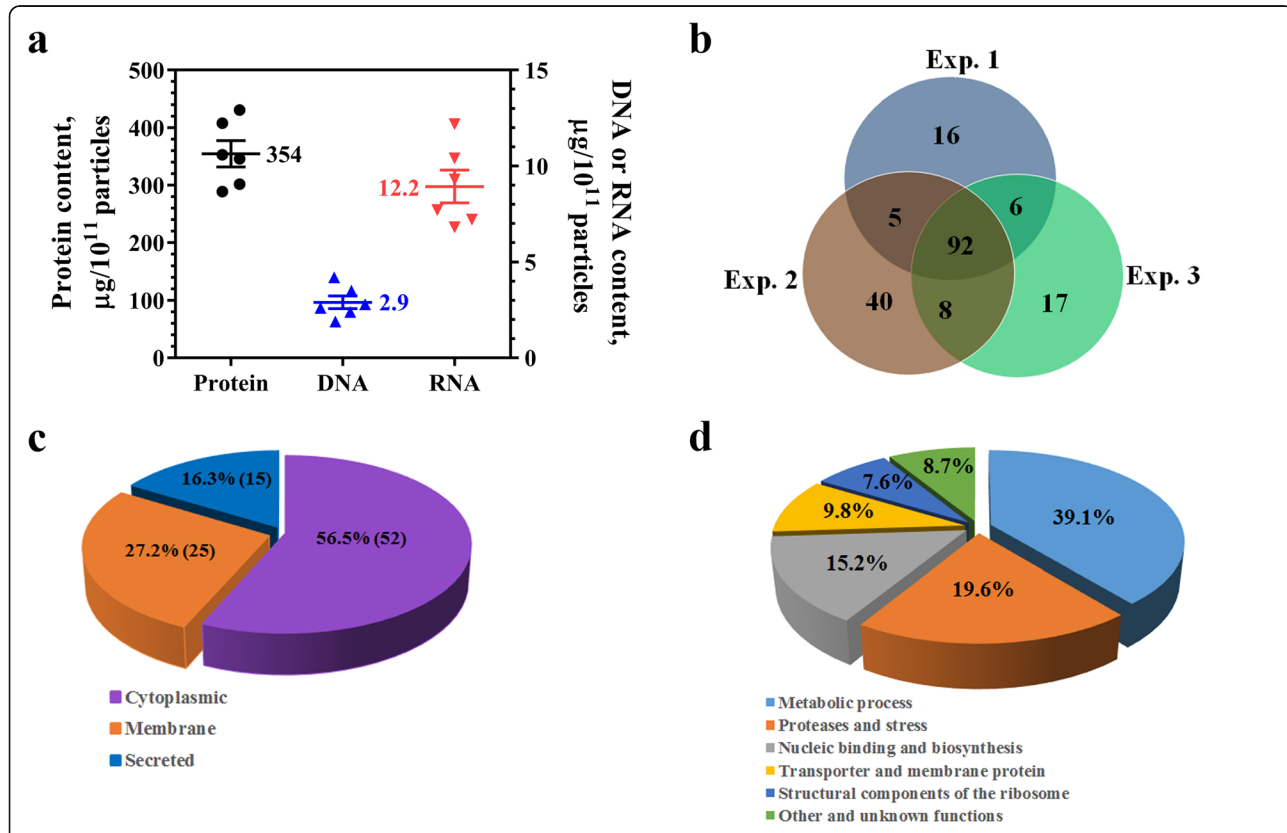 a
Protein content,
µg/10^11 particles
500
400
300
200
100
0
354
2.9
12.2
15
10
5
0
DNA or RNA content,
µg/10^11 particles
Protein
DNA
RNA
b
Exp. 1
Exp. 2
Exp. 3
16
5
6
92
40
8
17
c
16.3% (15)
27.2% (25)
56.5% (52)
Cytoplasmic
Membrane
Secreted
d
8.7%
7.6%
9.8%
15.2%
19.6%
39.1%
Metabolic process
Proteases and stress
Nucleic binding and biosynthesis
Transporter and membrane protein
Structural components of the ribosome
Other and unknown functions